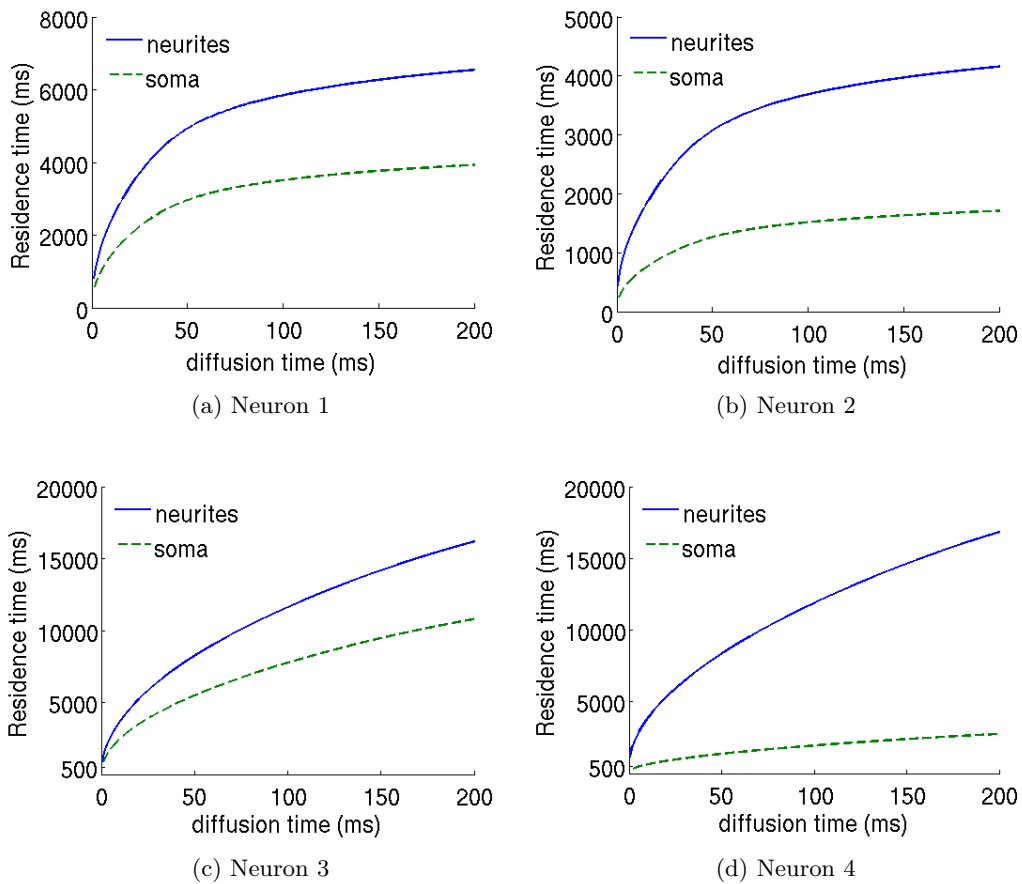 8000
6000
4000
2000
0
Residence time (ms)
neurites
soma
0 50 100 150 200
diffusion time (ms)
(a) Neuron 1
5000
4000
3000
2000
1000
0
Residence time (ms)
neurites
soma
0 50 100 150 200
diffusion time (ms)
(b) Neuron 2
20000
15000
10000
5000
500
Residence time (ms)
neurites
soma
0 50 100 150 200
diffusion time (ms)
(c) Neuron 3
20000
15000
10000
5000
500
Residence time (ms)
neurites
soma
0 50 100 150 200
diffusion time (ms)
(d) Neuron 4